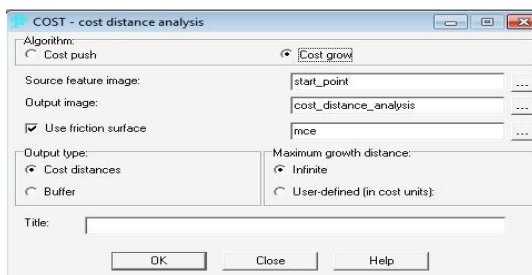 COST - cost distance analysis
Algorithm:
Cost push Cost grow
Source feature image: start_point ...
Output image: cost_distance_analysis ...
Use friction surface mce ...
Output type: Maximum growth distance:
Cost distances Infinite
Buffer User-defined (in cost units):
Title:
OK Close Help